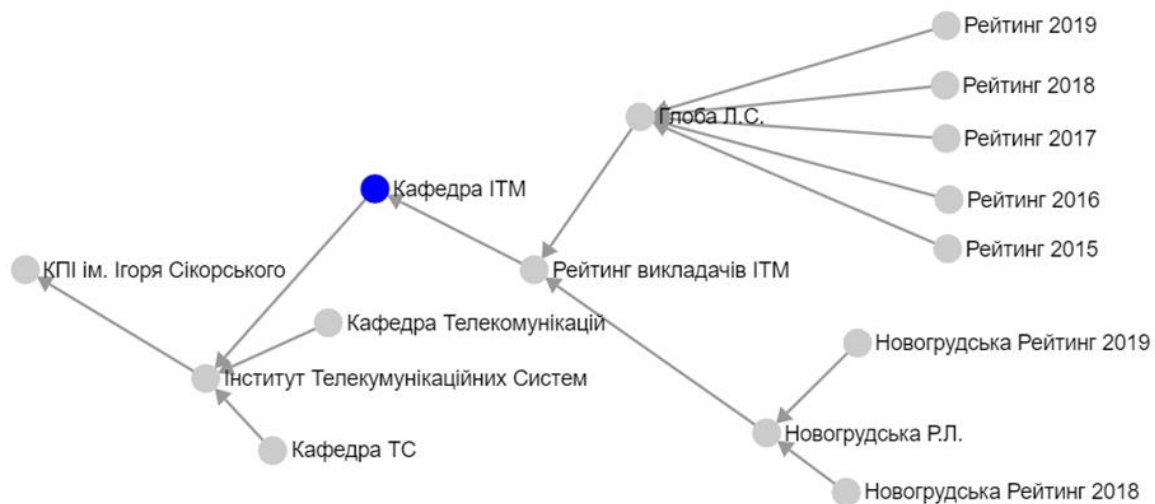 Рейтинг 2019
Рейтинг 2018
Глоба Л.С.
Рейтинг 2017
Кафедра ІТМ
Рейтинг 2016
Рейтинг 2015
КПІ ім. Ігоря Сікорського
Рейтинг викладачів ІТМ
Кафедра Телекомунікацій
Новогрудська Рейтинг 2019
Інститут Телекумунікаційних Систем
Новогрудська Р.Л.
Кафедра ТС
Новогрудська Рейтинг 2018